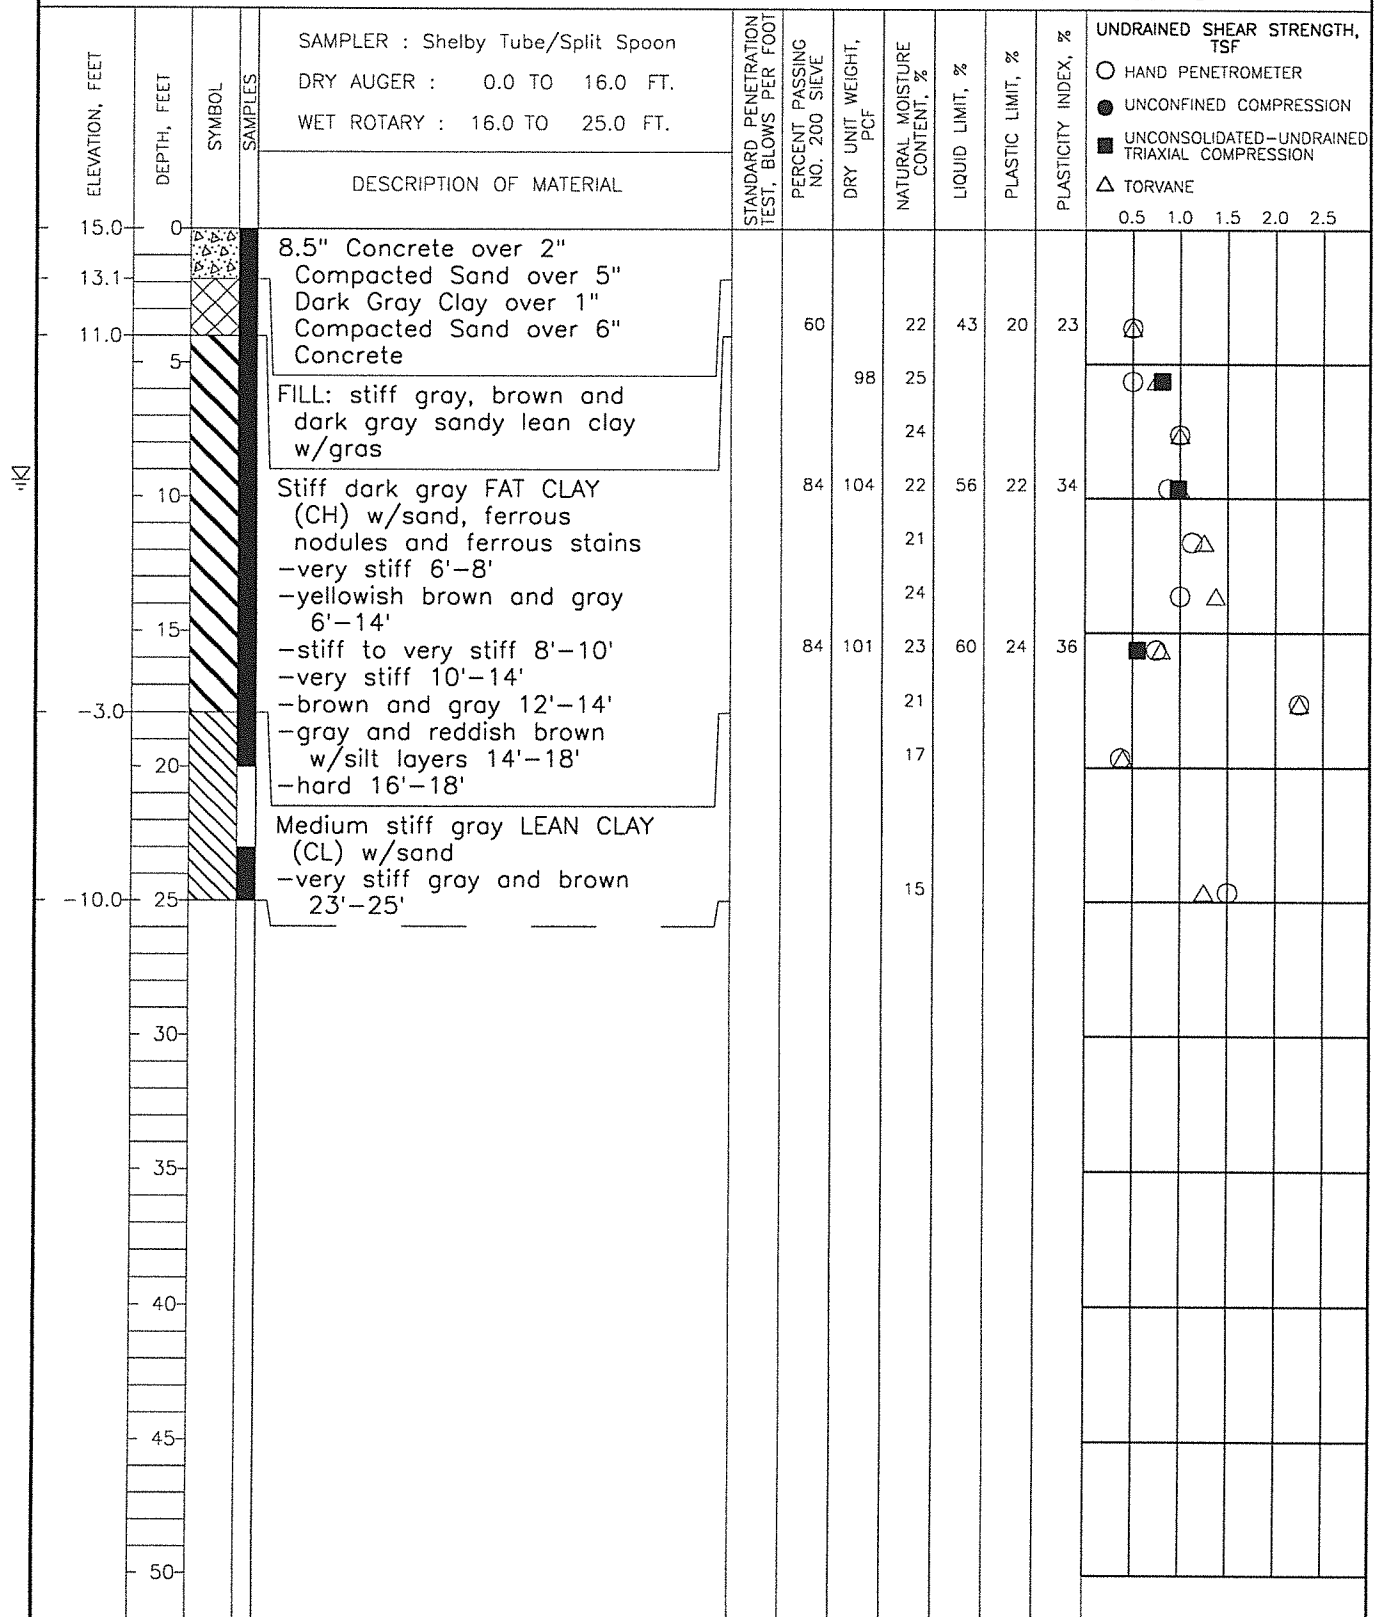 ELEVATION, FEET
DEPTH, FEET
SYMBOL
SAMPLES
SAMPLER : Shelby Tube/Split Spoon
DRY AUGER : 0.0 TO 16.0 FT.
WET ROTARY : 16.0 TO 25.0 FT.
DESCRIPTION OF MATERIAL
STANDARD PENETRATION
TEST, BLOWS PER FOOT
PERCENT PASSING
NO. 200 SIEVE
DRY UNIT WEIGHT,
PCF
NATURAL MOISTURE
CONTENT, %
LIQUID LIMIT, %
PLASTIC LIMIT, %
PLASTICITY INDEX, %
UNDRAINED SHEAR STRENGTH,
TSF
HAND PENETROMETER
UNCONFINED COMPRESSION
UNCONSOLIDATED-UNDRAINED
TRIAXIAL COMPRESSION
TORVANE
0.5 1.0 1.5 2.0 2.5
15.0 0
13.1
11.0
5
10
15
-3.0
20
-10.0 25
30
35
40
45
50
8.5" Concrete over 2"
Compacted Sand over 5"
Dark Gray Clay over 1"
Compacted Sand over 6"
Concrete
FILL: stiff gray, brown and
dark gray sandy lean clay
w/gras
Stiff dark gray FAT CLAY
(CH) w/sand, ferrous
nodules and ferrous stains
-very stiff 6'-8'
-yellowish brown and gray
6'-14'
-stiff to very stiff 8'-10'
-very stiff 10'-14'
-brown and gray 12'-14'
-gray and reddish brown
w/silt layers 14'-18'
-hard 16'-18'
Medium stiff gray LEAN CLAY
(CL) w/sand
-very stiff gray and brown
23'-25'
60 22 43 20 23
98 25
24
84 104 22 56 22 34
21
24
84 101 23 60 24 36
21
17
15